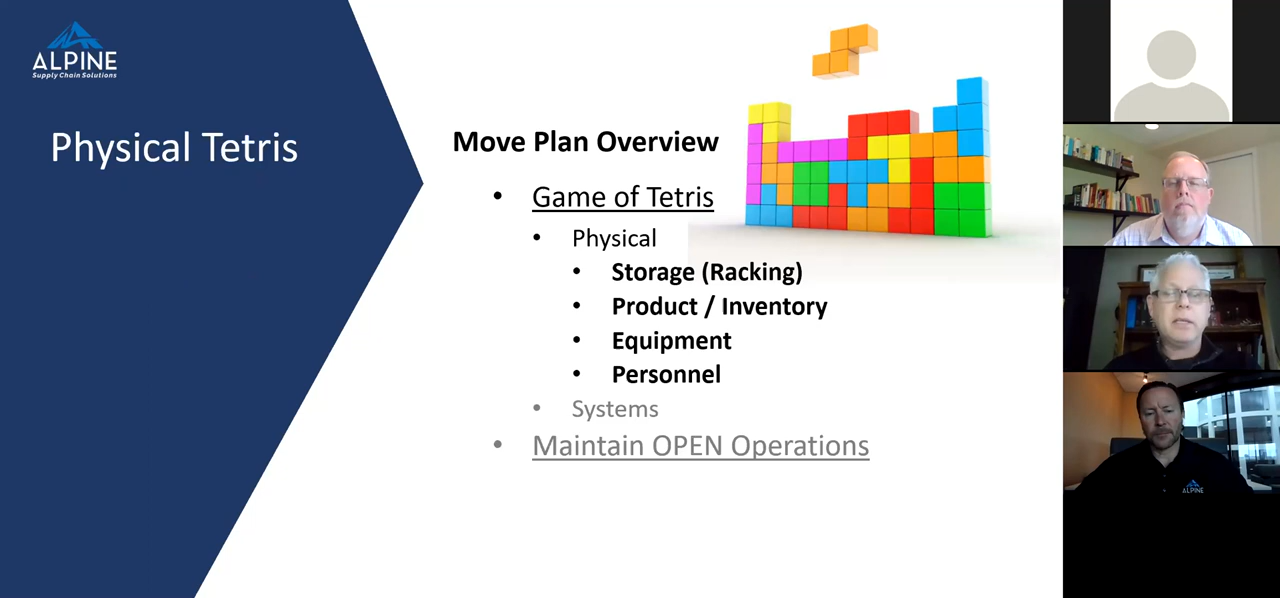 ALPINE
Supply Chain Solutions
Physical Tetris
Move Plan Overview
• Game of Tetris
• Physical
• Storage (Racking)
• Product / Inventory
• Equipment
• Personnel
• Systems
• Maintain OPEN Operations
ALPINE